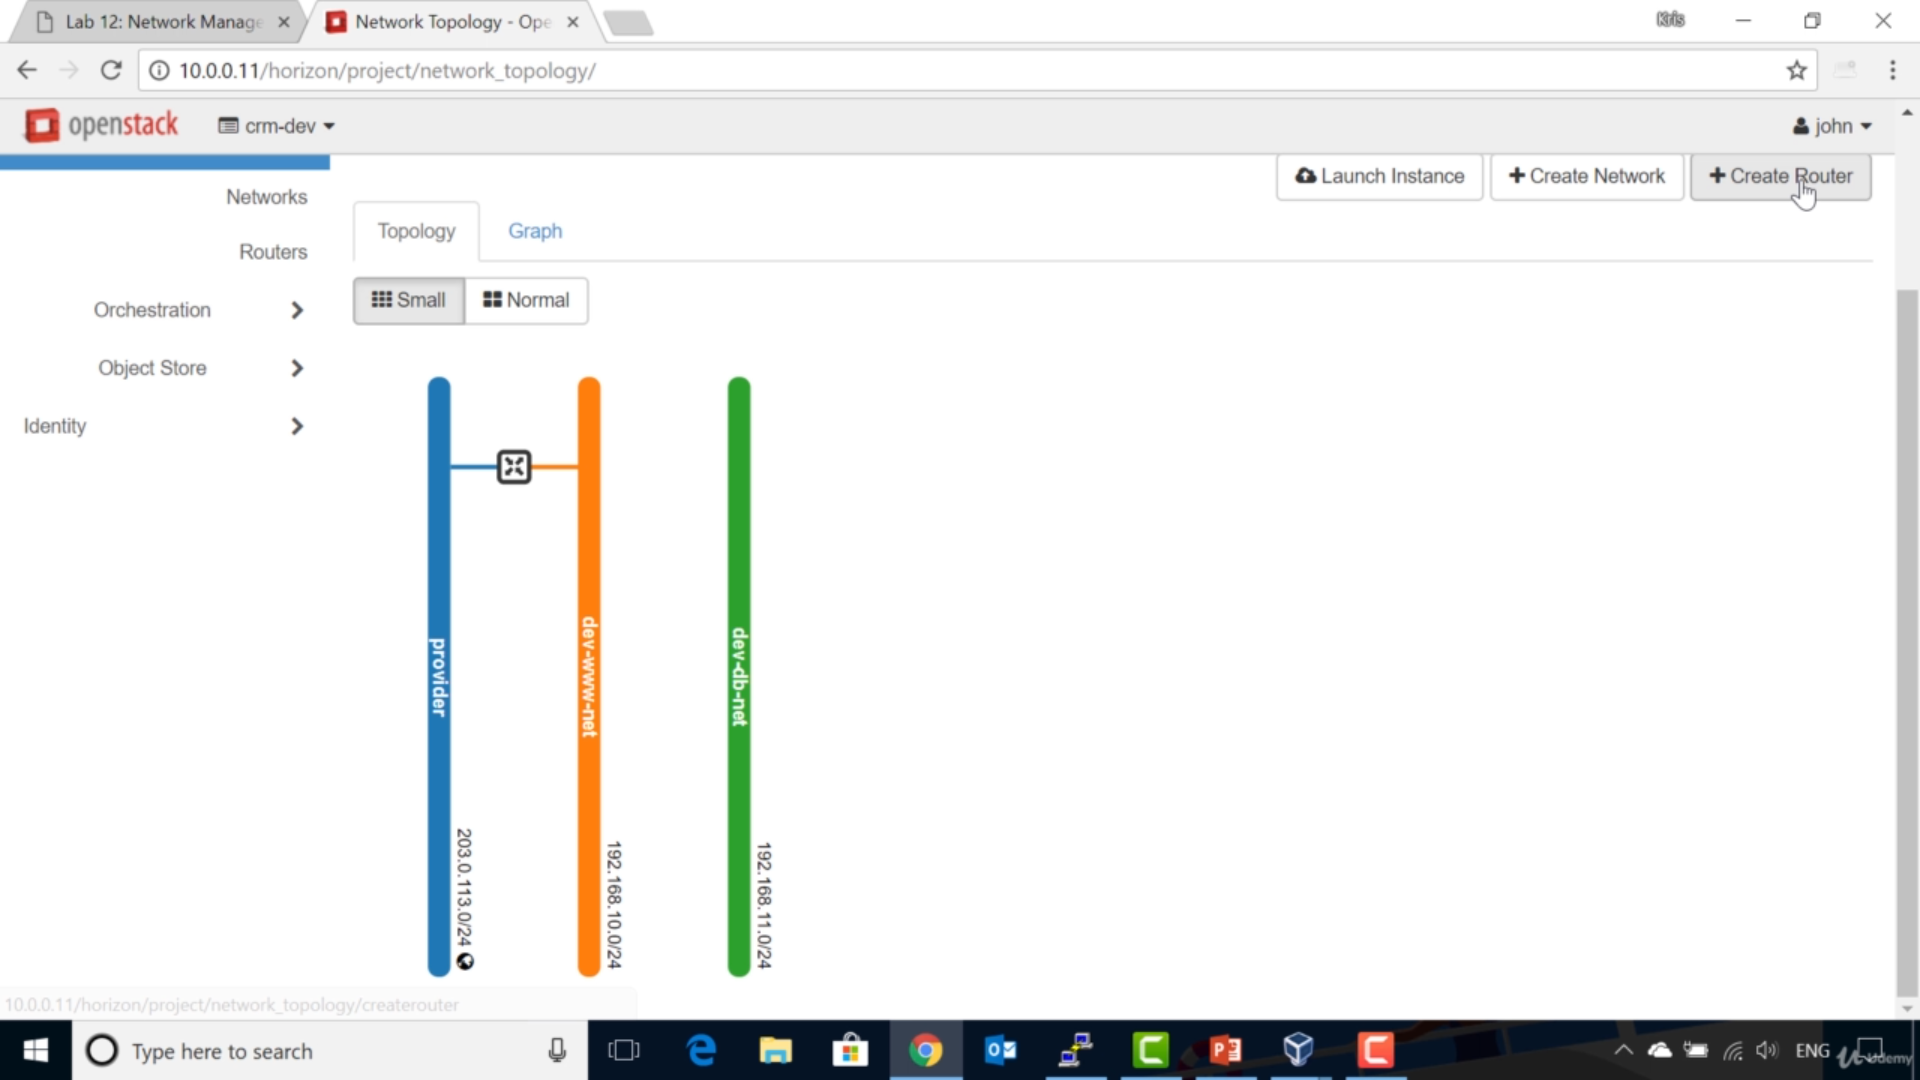 Lab 12: Network Manage
Network Topology - Ope
Kris
10.0.0.11/horizon/project/network_topology/
openstack
crm-dev
john
Networks
Routers
Orchestration
Object Store
Identity
Launch Instance
Create Network
Create Router
Topology
Graph
Small
Normal
provider
203.0.113.0/24
dev-www-net
192.168.10.0/24
dev-db-net
192.168.11.0/24
10.0.0.11/horizon/project/network_topology/createrouter
Type here to search
ENG
Udemy